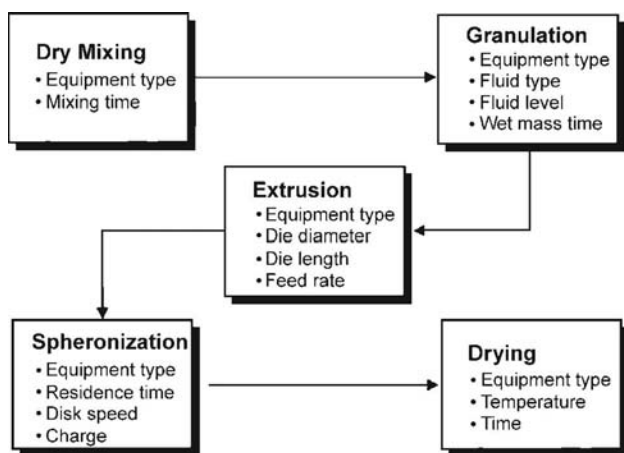 Dry Mixing
• Equipment type
• Mixing time
Granulation
• Equipment type
• Fluid type
• Fluid level
• Wet mass time
Extrusion
• Equipment type
• Die diameter
• Die length
• Feed rate
Spheronization
• Equipment type
• Residence time
• Disk speed
• Charge
Drying
• Equipment type
• Temperature
• Time